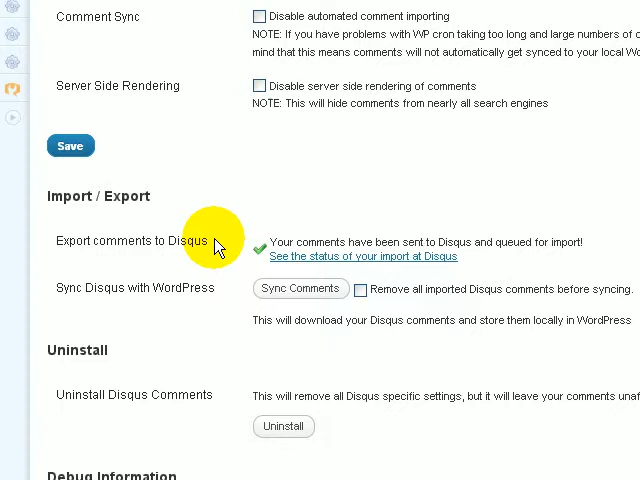 Comment Sync
Disable automated comment importing
NOTE: If you have problems with WP cron taking too long and large numbers of
mind that this means comments will not automatically get synced to your local
Server Side Rendering
Disable server side rendering of comments
NOTE: This will hide comments from nearly all search engines
Save
Import / Export
Export comments to Disqus
Your comments have been sent to Disqus and queued for import!
See the status of your import at Disqus
Sync Disqus with WordPress
Sync Comments
Remove all imported Disqus comments before syncing.
This will download your Disqus comments and store them locally in WordPress
Uninstall
Uninstall Disqus Comments
This will remove all Disqus specific settings, but it will leave your comments
Uninstall
Debug Information